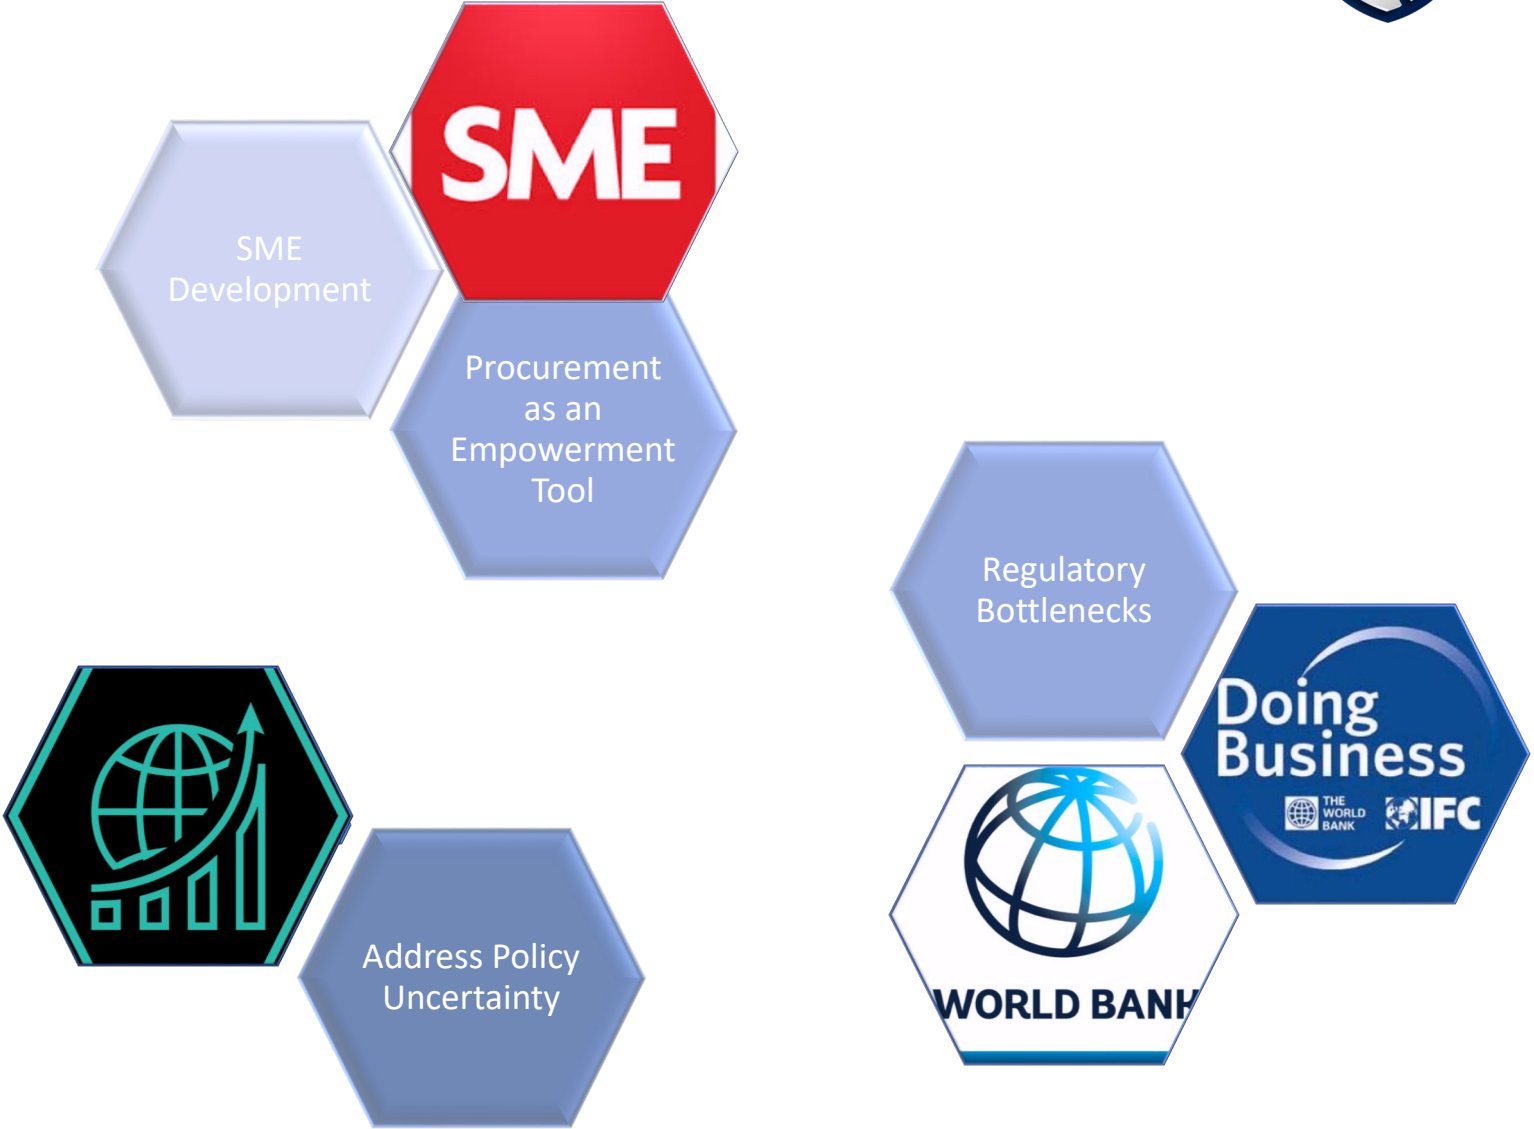 SME
SME
Development
Procurement
as an
Empowerment
Tool
Regulatory
Bottlenecks
Doing
Business
THE
WORLD
BANK
IFC
WORLD BANK
Address Policy
Uncertainty